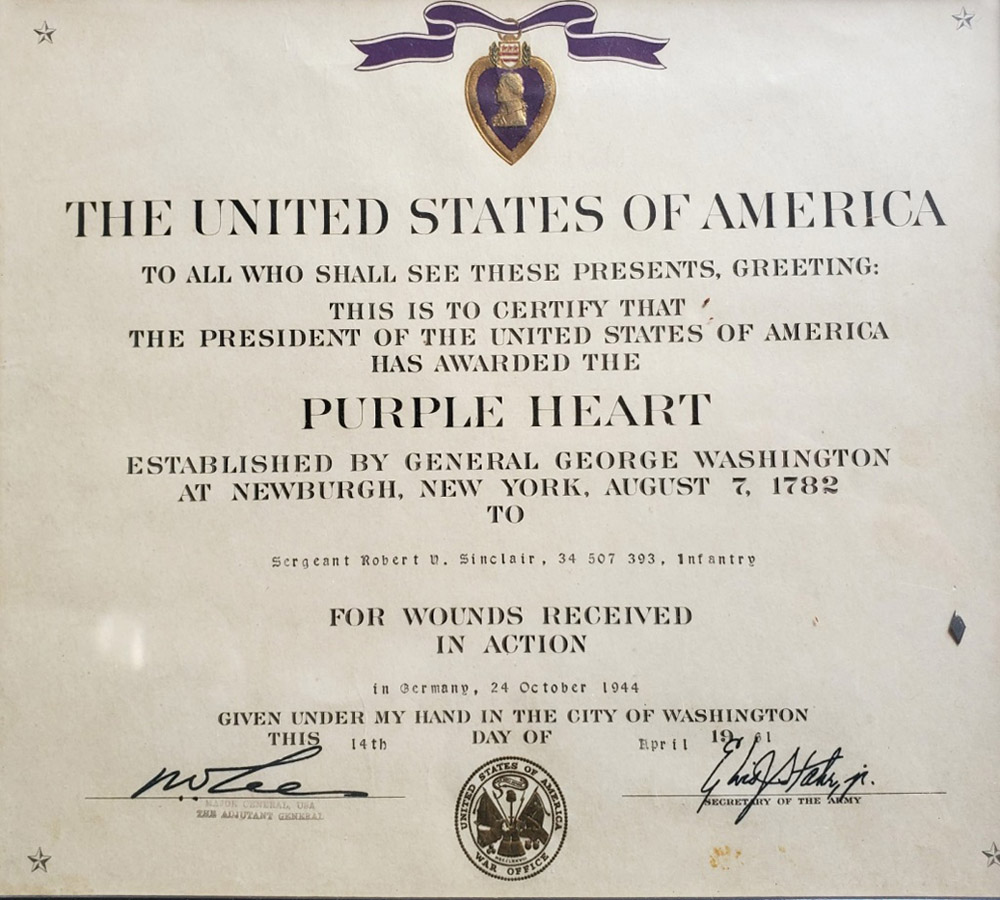 THE UNITED STATES OF AMERICA
TO ALL WHO SHALL SEE THESE PRESENTS, GREETING:
THIS IS TO CERTIFY THAT
THE PRESIDENT OF THE UNITED STATES OF AMERICA
HAS AWARDED THE
PURPLE HEART
ESTABLISHED BY GENERAL GEORGE WASHINGTON
AT NEWBURGH, NEW YORK, AUGUST 7, 1782
TO
Sergeant Robert W. Sinclair, 34 507 393, Infantry
FOR WOUNDS RECEIVED
IN ACTION
in Germany, 24 October 1944
GIVEN UNDER MY HAND IN THE CITY OF WASHINGTON
THIS 14th DAY OF April 19 61
Elvis J. Stahr, jr.
MAJOR GENERAL, USA
THE ADJUTANT GENERAL
SECRETARY OF THE ARMY
UNITED STATES OF AMERICA
WAR OFFICE